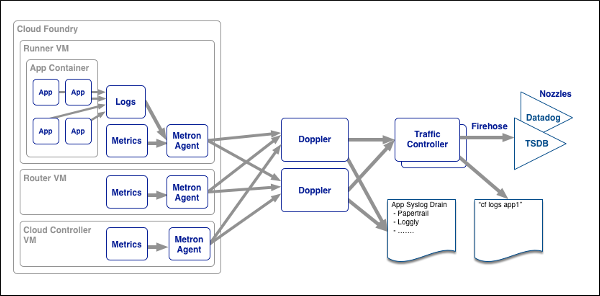 Cloud Foundry
Runner VM
App Container
App
App
App
App
Logs
Metrics
Metron
Agent
Router VM
Metrics
Metron
Agent
Cloud Controller
VM
Metrics
Metron
Agent
Doppler
Doppler
Traffic
Controller
Firehose
Nozzles
Datadog
TSDB
App Syslog Drain
- Papertrail
- Loggly
- .......
"cf logs app1"